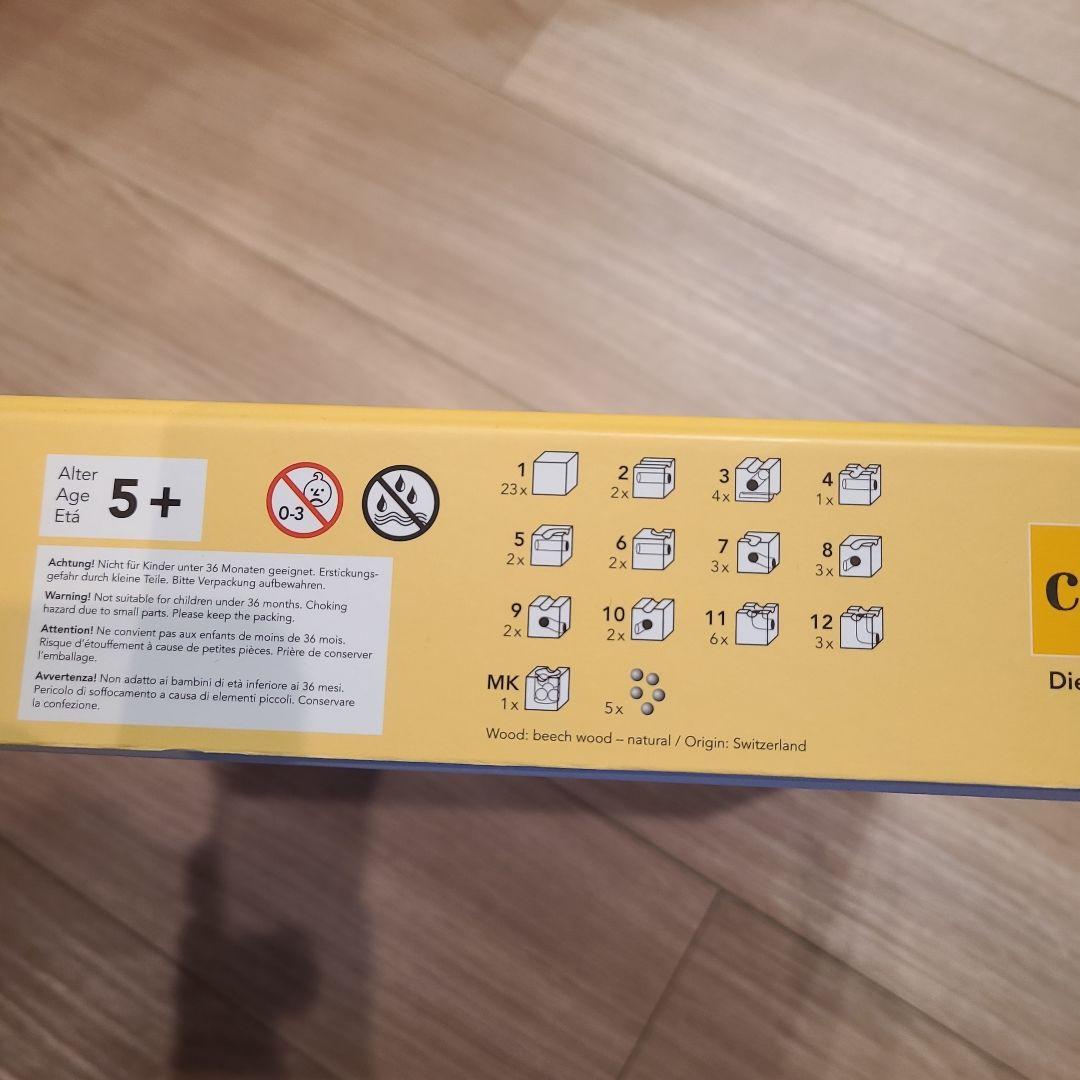 Alter
Age
Etá
5+
0-3
Achtung! Nicht für Kinder unter 36 Monaten geeignet. Erstickungs-
gefahr durch kleine Teile. Bitte Verpackung aufbewahren.
Warning! Not suitable for children under 36 months. Choking
hazard due to small parts. Please keep the packing.
Attention! Ne convient pas aux enfants de moins de 36 mois.
Risque d'étouffement à cause de petites pièces. Prière de conserver
l'emballage.
Avvertenza! Non adatto ai bambini di età inferiore ai 36 mesi.
Pericolo di soffocamento a causa di elementi piccoli. Conservare
la confezione.
1
23x
2
2x
3
4x
4
1x
5
2x
6
2x
7
3x
8
3x
9
2x
10
2x
11
6x
12
3x
MK
1x
5x
Wood: beech wood – natural / Origin: Switzerland
c
Die